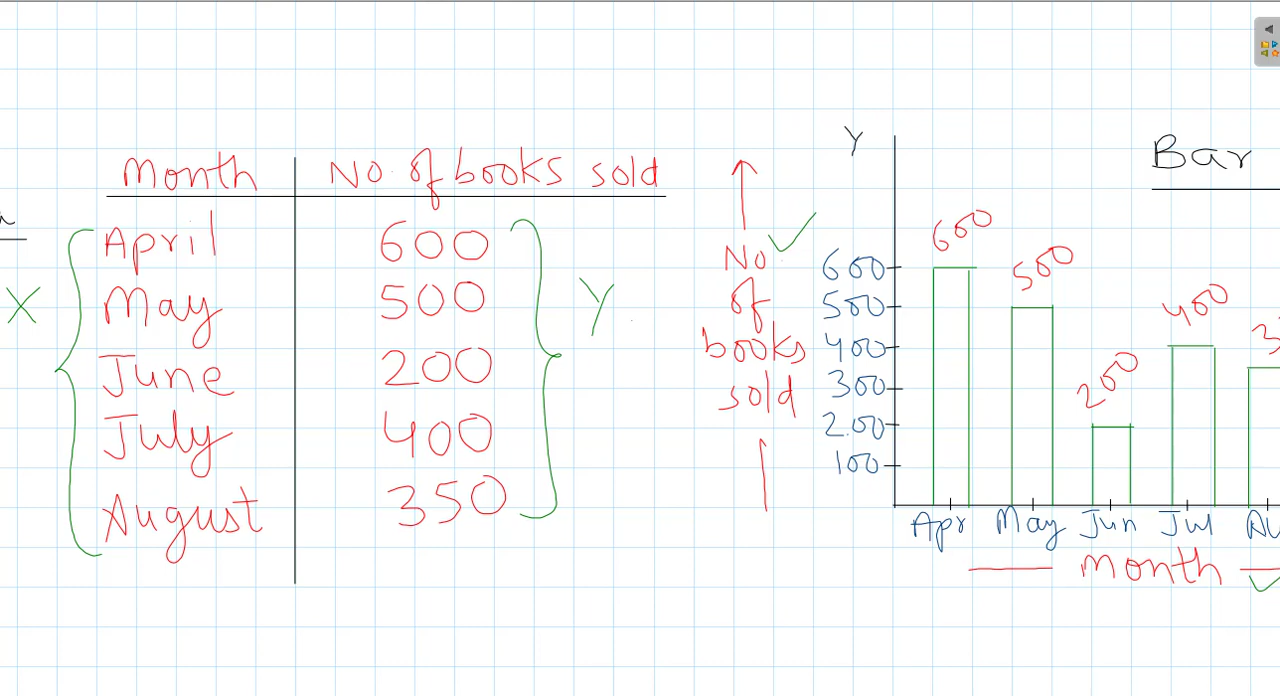 Month No. of books sold
April 600
May 500
June 200
July 400
August 350
X
Y
No
of
books
sold
Y
Bar
600
500
400
300
200
100
600
500
200
400
Apr May Jun Jul
Month